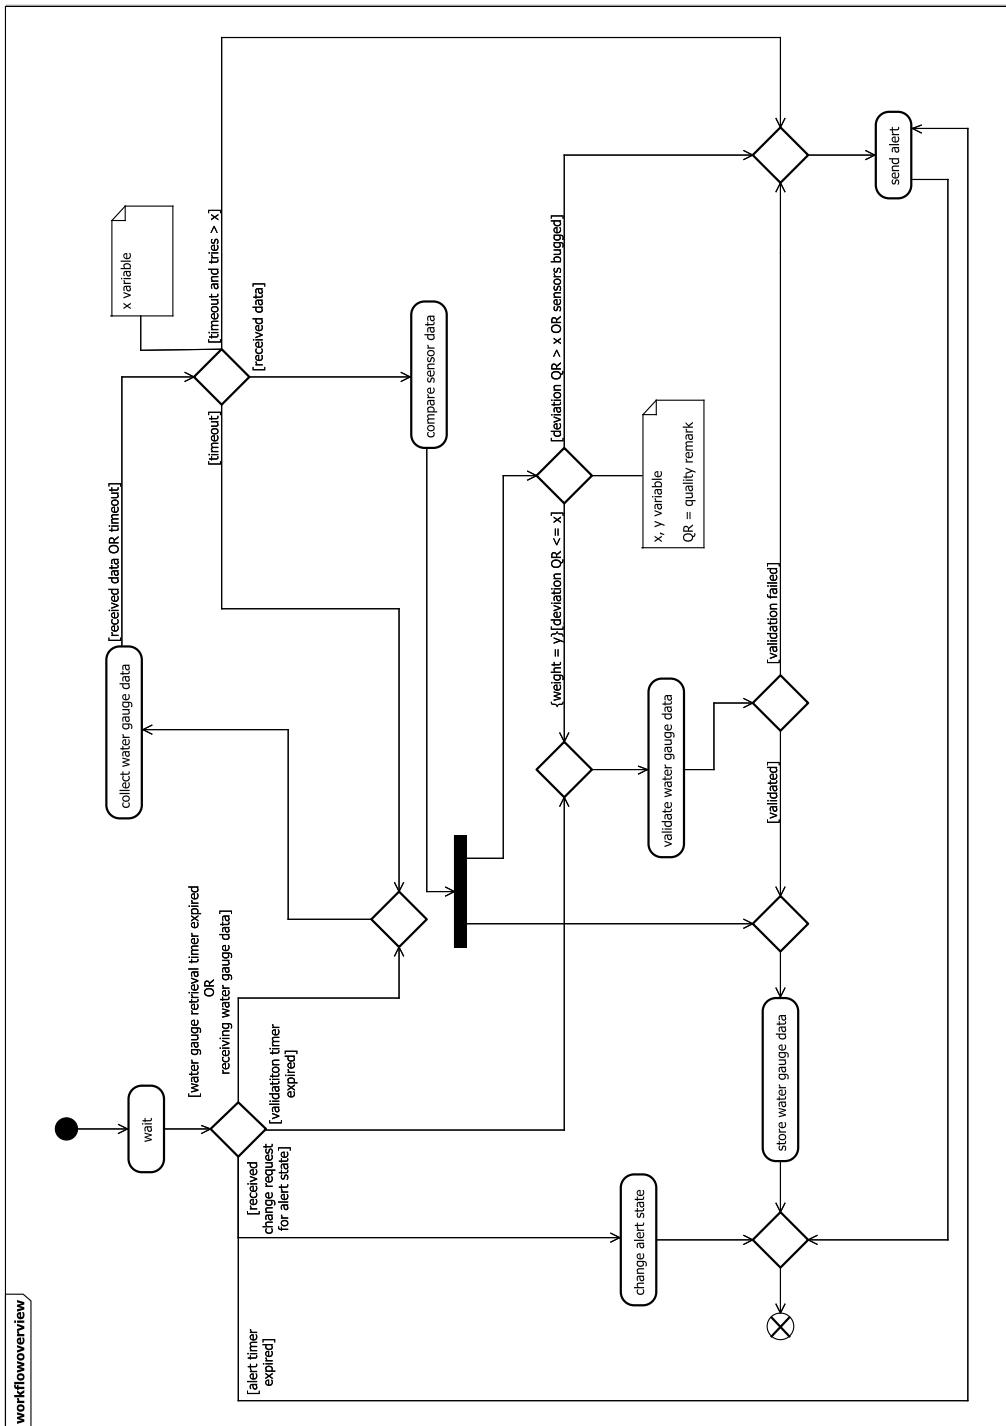 workflowoverview
wait
[water gauge retrieval timer expired
OR
receiving water gauge data]
[validatiton timer
expired]
[received
change request
for alert state]
[alert timer
expired]
collect water gauge data
[received data OR timeout]
x variable
[timeout and tries > x]
[timeout]
[received data]
compare sensor data
[deviation QR > x OR sensors bugged]
{weight = y}[deviation QR <= x]
x, y variable
QR = quality remark
validate water gauge data
[validation failed]
[validated]
store water gauge data
change alert state
send alert